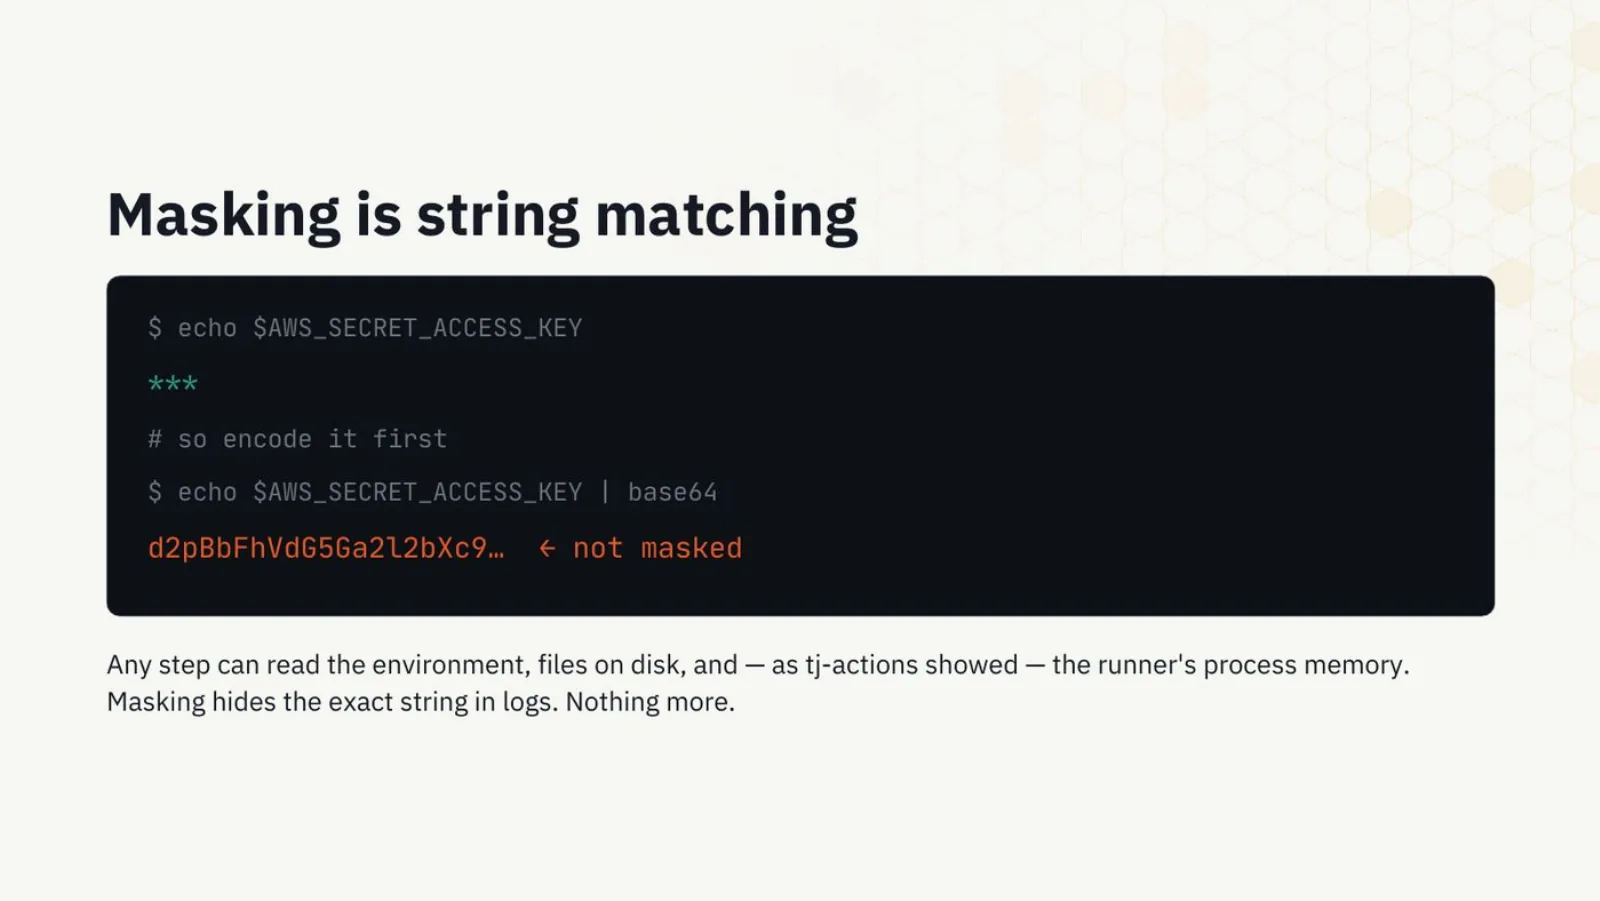 Masking is string matching
$ echo $AWS_SECRET_ACCESS_KEY
***
# so encode it first
$ echo $AWS_SECRET_ACCESS_KEY | base64
d2pBbFhVdG5Ga2l2bXc9… ← not masked
Any step can read the environment, files on disk, and — as tj-actions showed — the runner's process memory.
Masking hides the exact string in logs. Nothing more.